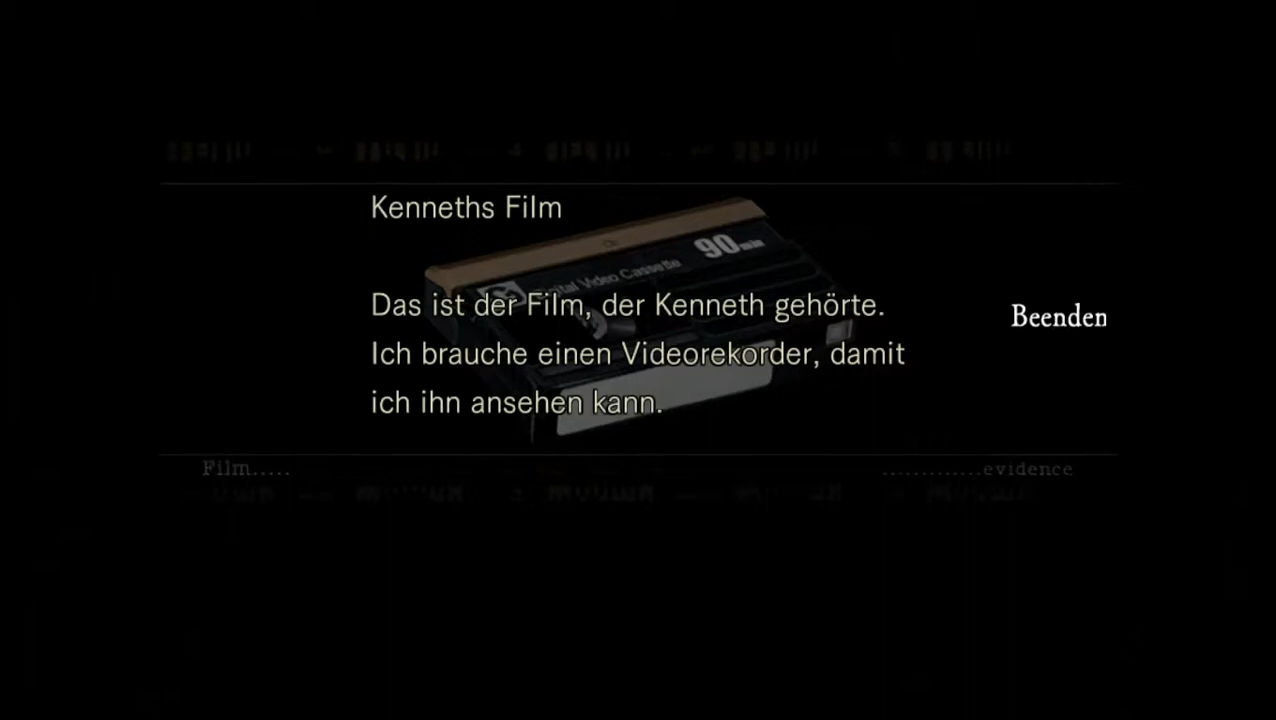 Kenneths Film
90min
Digital Video Cassette
Das ist der Film, der Kenneth gehörte.
Ich brauche einen Videorekorder, damit
ich ihn ansehen kann.
Beenden
Film.....
............evidence